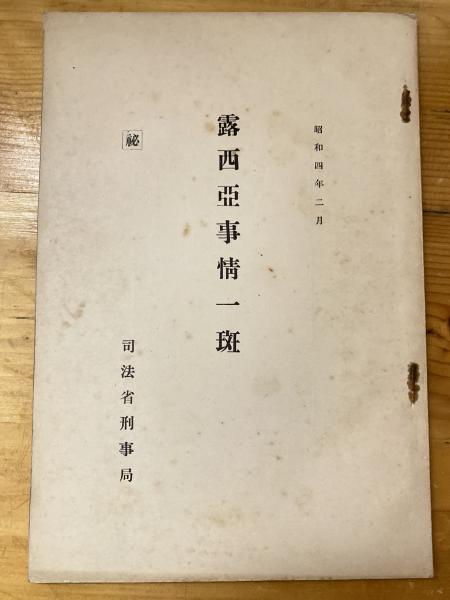 昭和四年二月
露西亞事情一斑
秘
司法省刑事局